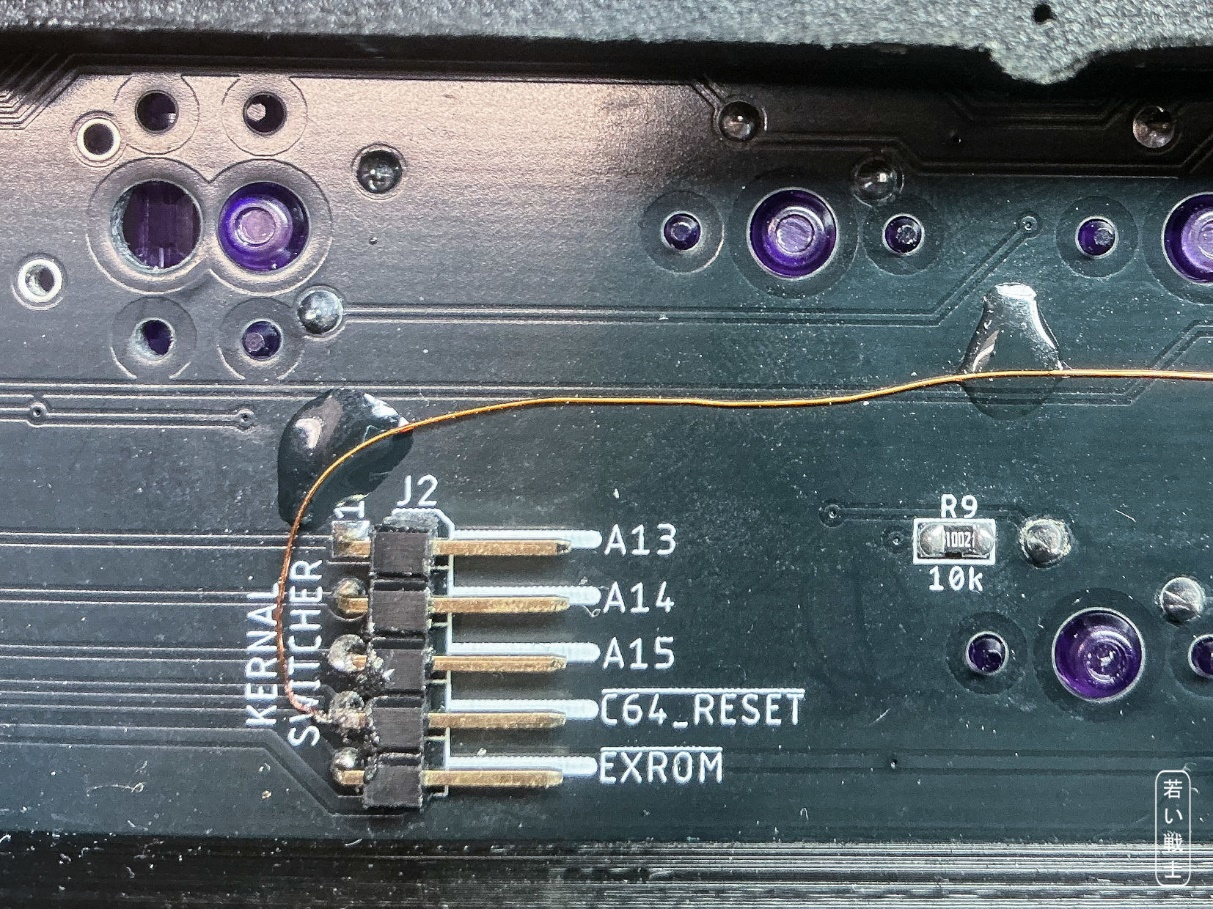 J2
1
A13
A14
A15
C64_RESET
EXROM
KERNAL
SWITCHER
R9
1002
10k
若い戦士